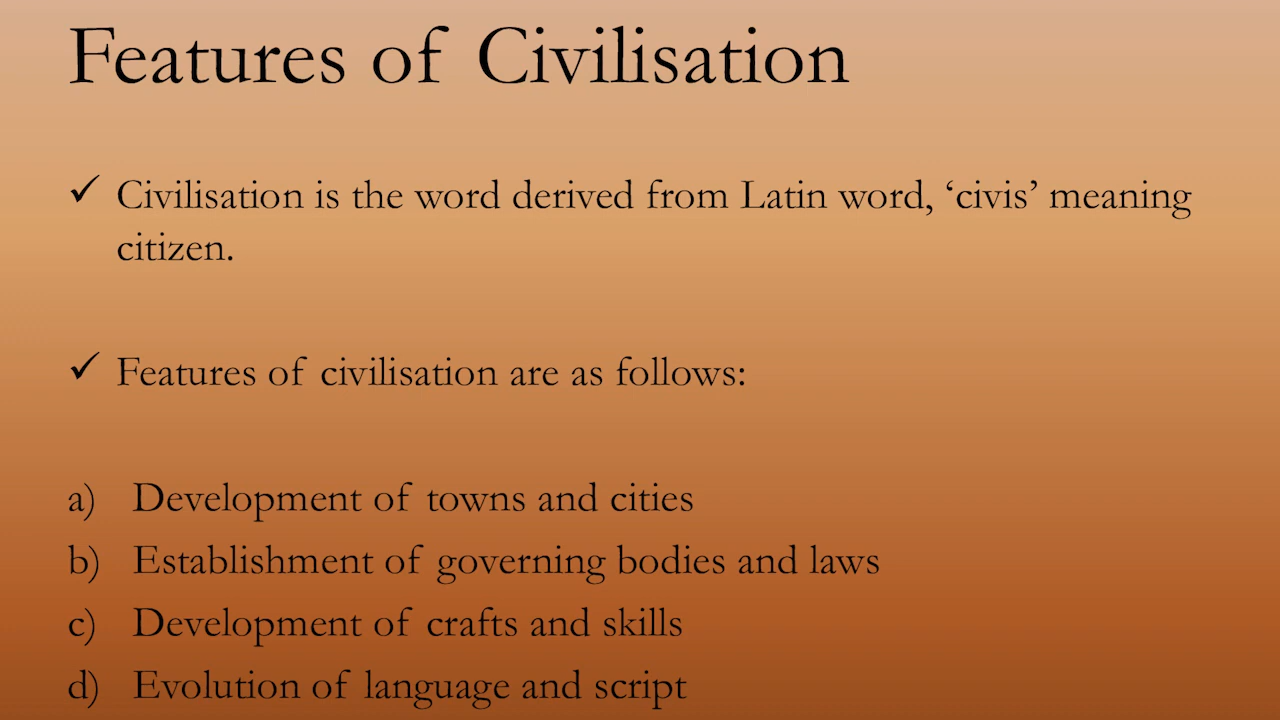 Features of Civilisation
✓ Civilisation is the word derived from Latin word, ‘civis’ meaning
citizen.
✓ Features of civilisation are as follows:
a) Development of towns and cities
b) Establishment of governing bodies and laws
c) Development of crafts and skills
d) Evolution of language and script